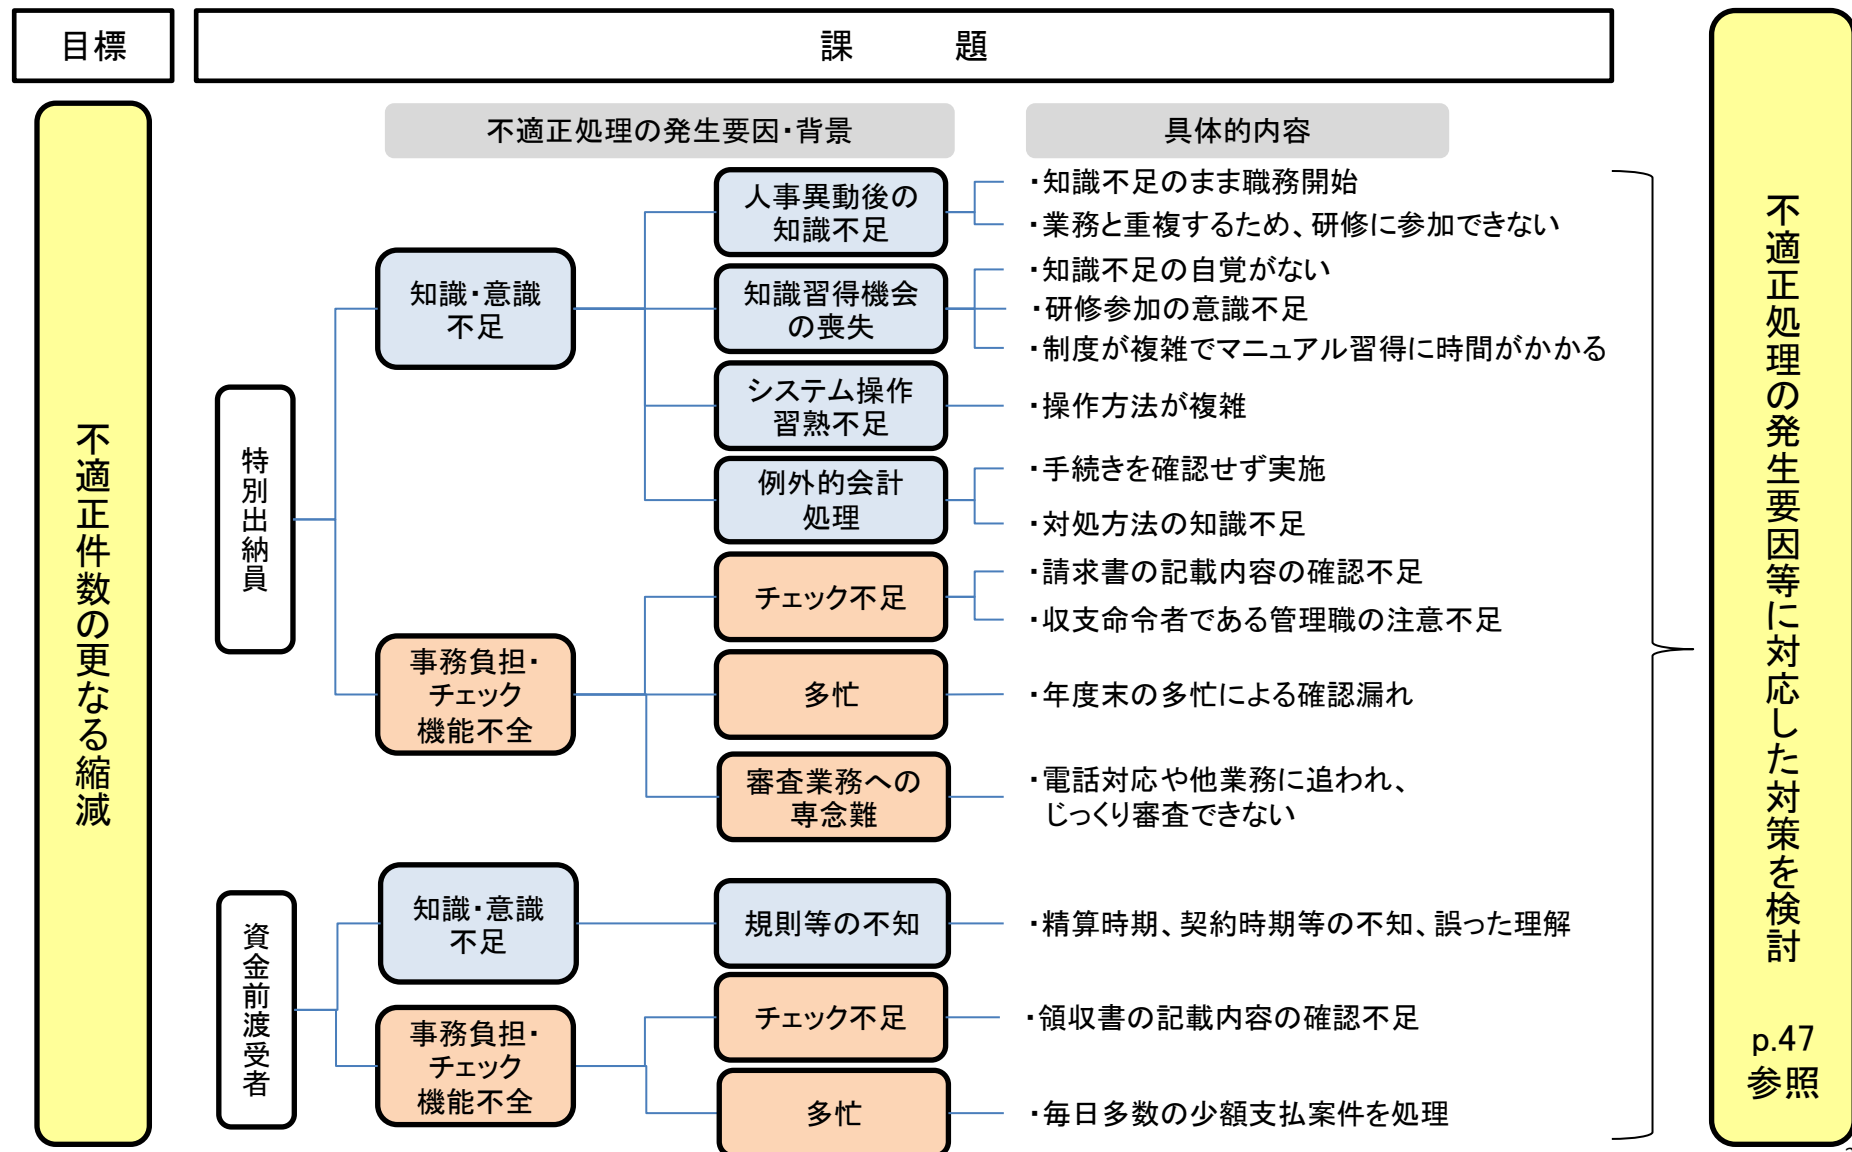 目標
課　題
不適正件数の更なる縮減
不適正処理の発生要因・背景
具体的内容
特別出納員
知識・意識
不足
人事異動後の
知識不足
・知識不足のまま職務開始
・業務と重複するため、研修に参加できない
知識習得機会
の喪失
・知識不足の自覚がない
・研修参加の意識不足
・制度が複雑でマニュアル習得に時間がかかる
システム操作
習熟不足
・操作方法が複雑
例外的会計
処理
・手続きを確認せず実施
・対処方法の知識不足
事務負担・
チェック
機能不全
チェック不足
・請求書の記載内容の確認不足
・収支命令者である管理職の注意不足
多忙
・年度末の多忙による確認漏れ
審査業務への
専念難
・電話対応や他業務に追われ、
じっくり審査できない
資金前渡受者
知識・意識
不足
規則等の不知
・精算時期、契約時期等の不知、誤った理解
事務負担・
チェック
機能不全
チェック不足
・領収書の記載内容の確認不足
多忙
・毎日多数の少額支払案件を処理
不適正処理の発生要因等に対応した対策を検討
p.47
参照